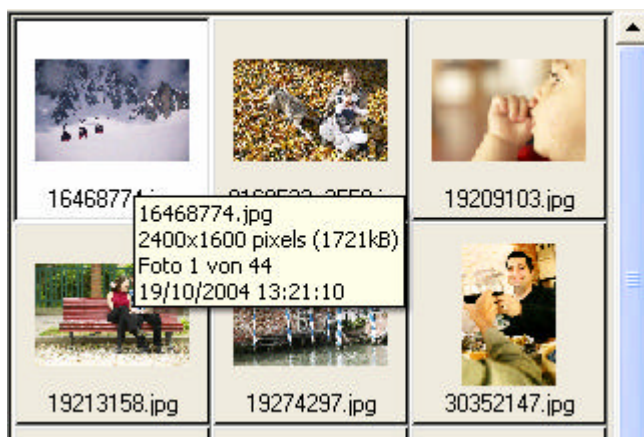 19209103.jpg
16468774.jpg
2400x1600 pixels (1721kB)
Foto 1 von 44
19/10/2004 13:21:10
19213158.jpg
19274297.jpg
30352147.jpg